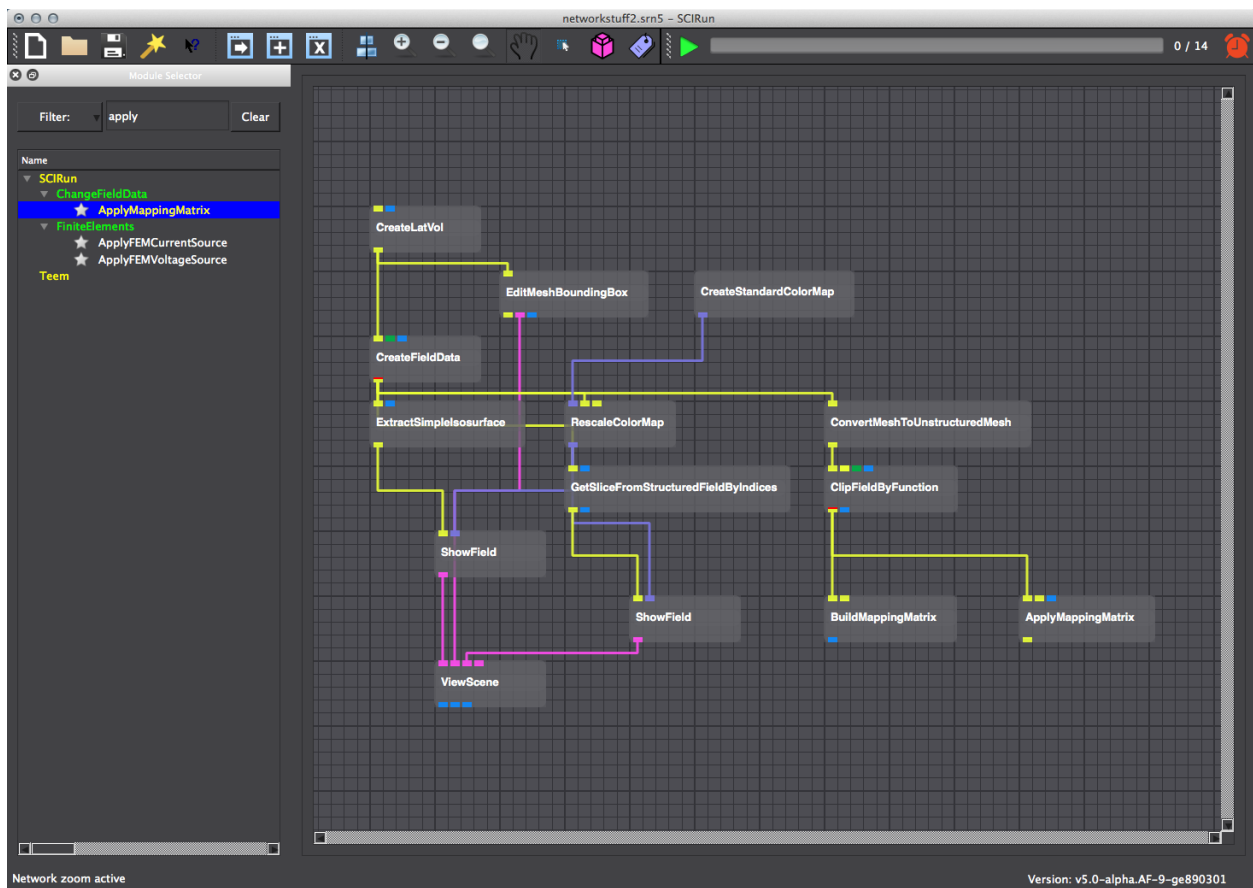 networkstuff2.srn5 – SCIRun
0 / 14
Module Selector
Filter:
apply
Clear
Name
SCIRun
ChangeFieldData
ApplyMappingMatrix
FiniteElements
ApplyFEMCurrentSource
ApplyFEMVoltageSource
Teem
CreateLatVol
EditMeshBoundingBox
CreateStandardColorMap
CreateFieldData
ExtractSimpleIsosurface
RescaleColorMap
ConvertMeshToUnstructuredMesh
GetSliceFromStructuredFieldByIndices
ClipFieldByFunction
ShowField
ShowField
BuildMappingMatrix
ApplyMappingMatrix
ViewScene
Network zoom active
Version: v5.0-alpha.AF-9-ge890301